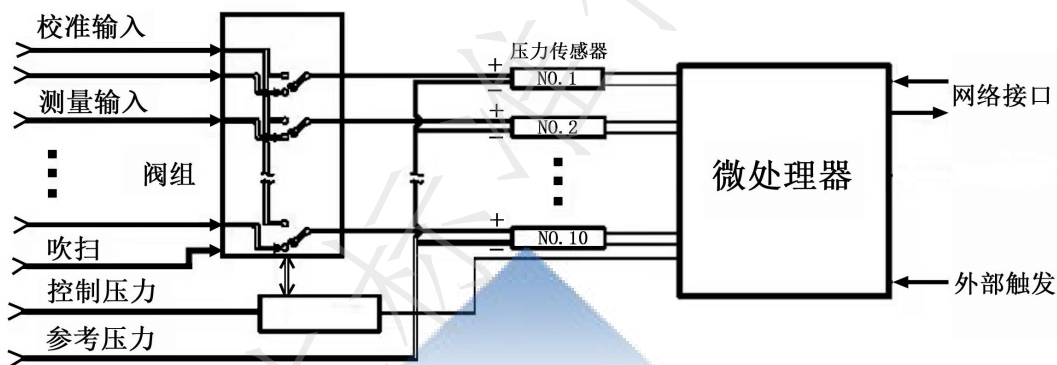 校准输入
测量输入
阀组
吹扫
控制压力
参考压力
压力传感器
+
NO.1
−
+
NO.2
−
+
NO.10
−
微处理器
网络接口
外部触发